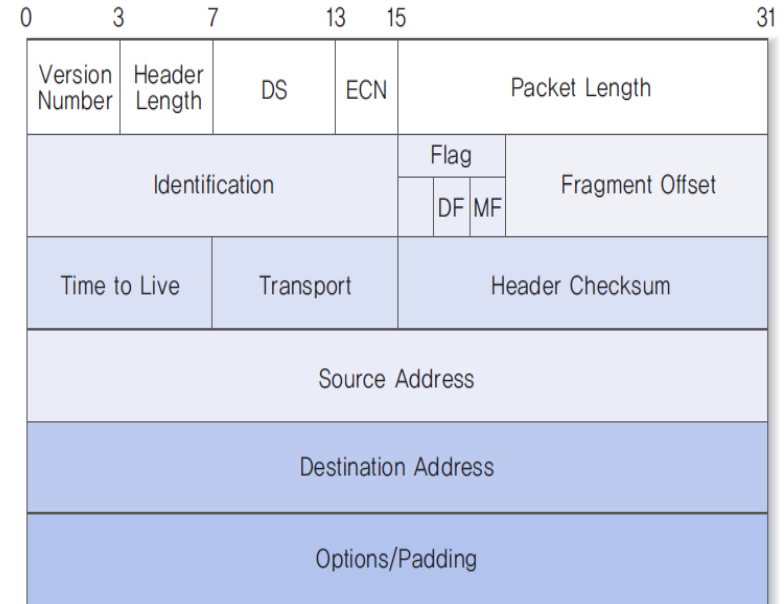 0 3 7 13 15 31
Version Number
Header Length
DS
ECN
Packet Length
Identification
Flag
DF
MF
Fragment Offset
Time to Live
Transport
Header Checksum
Source Address
Destination Address
Options/Padding